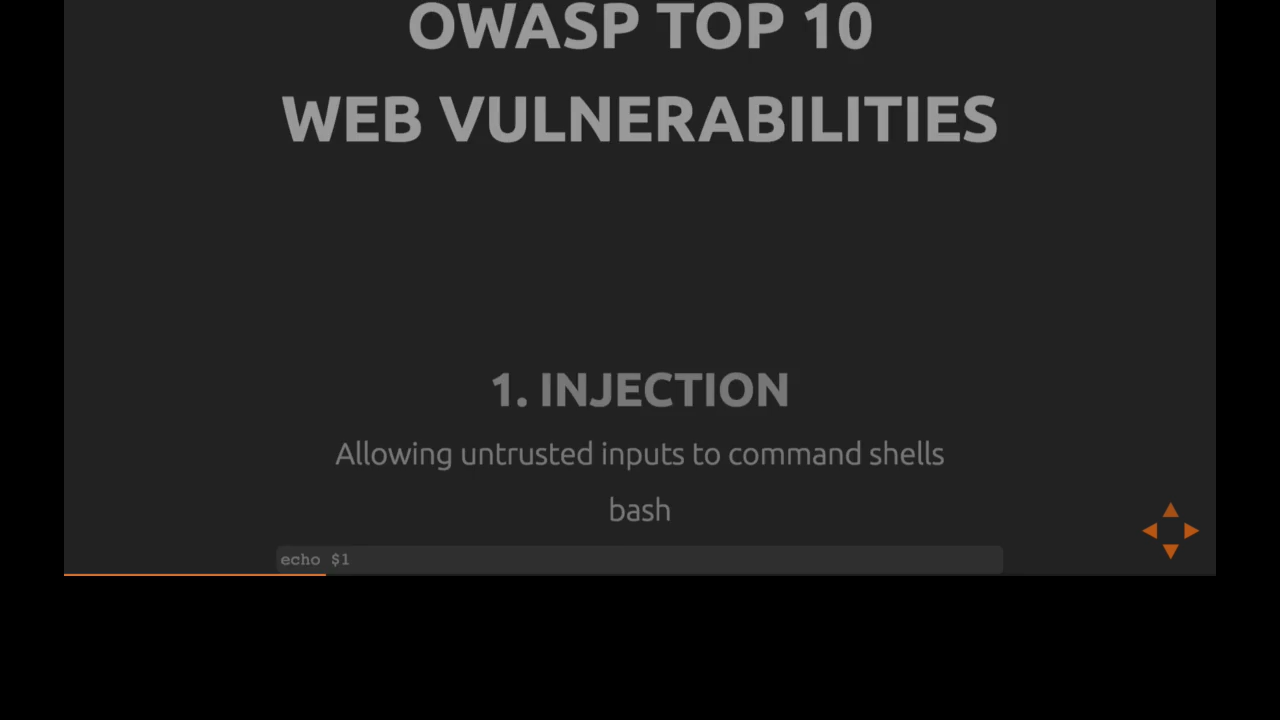 OWASP TOP 10
WEB VULNERABILITIES
1. INJECTION
Allowing untrusted inputs to command shells
bash
echo $1